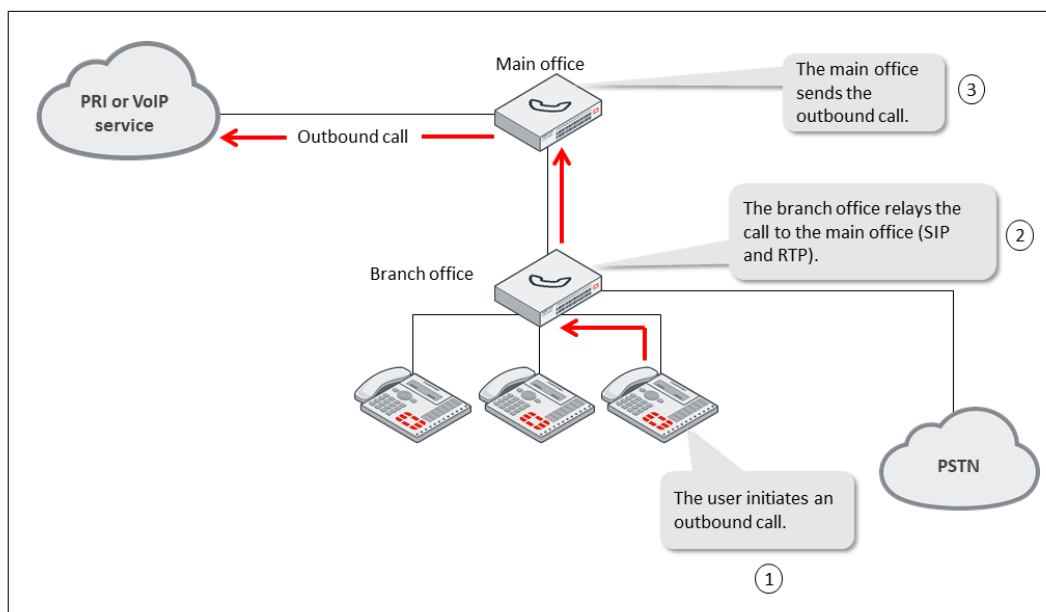 Main office
The main office
sends the
outbound call.
3
PRI or VoIP
service
Outbound call
The branch office relays the
call to the main office (SIP
and RTP).
2
Branch office
PSTN
The user initiates an
outbound call.
1